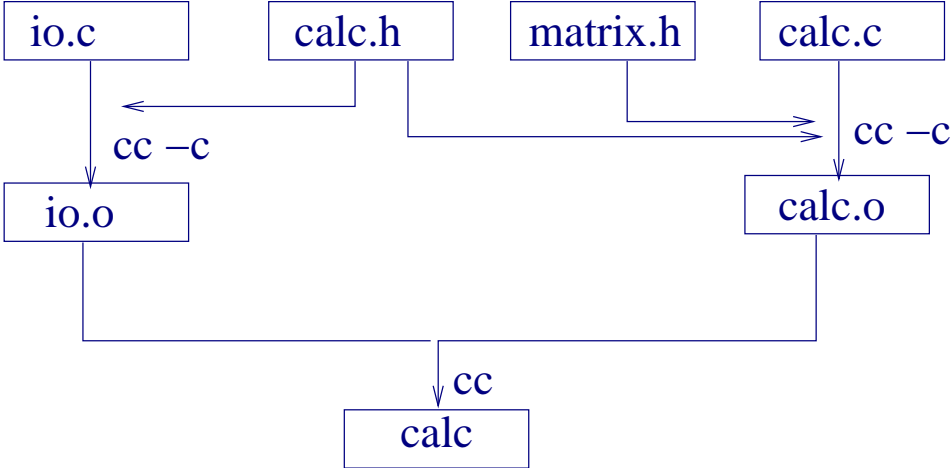 io.c
calc.h
matrix.h
calc.c
cc –c
cc –c
io.o
calc.o
cc
calc